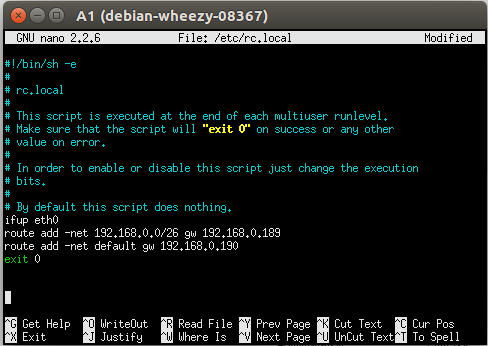 A1 (debian-wheezy-08367)
GNU nano 2.2.6 File: /etc/rc.local Modified
#!/bin/sh -e
#
# rc.local
#
# This script is executed at the end of each multiuser runlevel.
# Make sure that the script will "exit 0" on success or any other
# value on error.
#
# In order to enable or disable this script just change the execution
# bits.
#
# By default this script does nothing.
ifup eth0
route add -net 192.168.0.0/26 gw 192.168.0.189
route add -net default gw 192.168.0.190
exit 0
^G Get Help ^O WriteOut ^R Read File ^Y Prev Page ^K Cut Text ^C Cur Pos
^X Exit ^J Justify ^W Where Is ^V Next Page ^U UnCut Text ^T To Spell